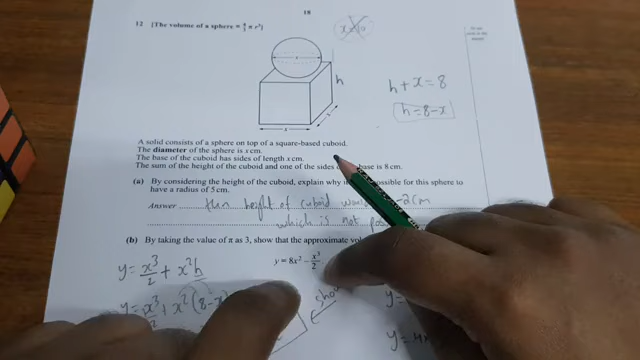 18
12 [The volume of a sphere = 4/3 π r³]
x
h
h + x = 8
h = 8 - x
x
x
A solid consists of a sphere on top of a square-based cuboid.
The diameter of the sphere is x cm.
The base of the cuboid has sides of length x cm.
The sum of the height of the cuboid and one of the sides base is 8 cm.
(a) By considering the height of the cuboid, explain why possible for this sphere to
have a radius of 5 cm.
Answer then height of cuboid -2 cm
which is not
(b) By taking the value of π as 3, show that the approximate
y = 8x² - x³/2
y = x³/2 + x²h
y = x³/2 + x²(8-x)
y =
y =